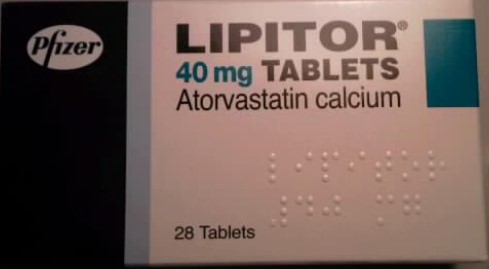 Pfizer
LIPITOR®
40 mg TABLETS
Atorvastatin calcium
28 Tablets